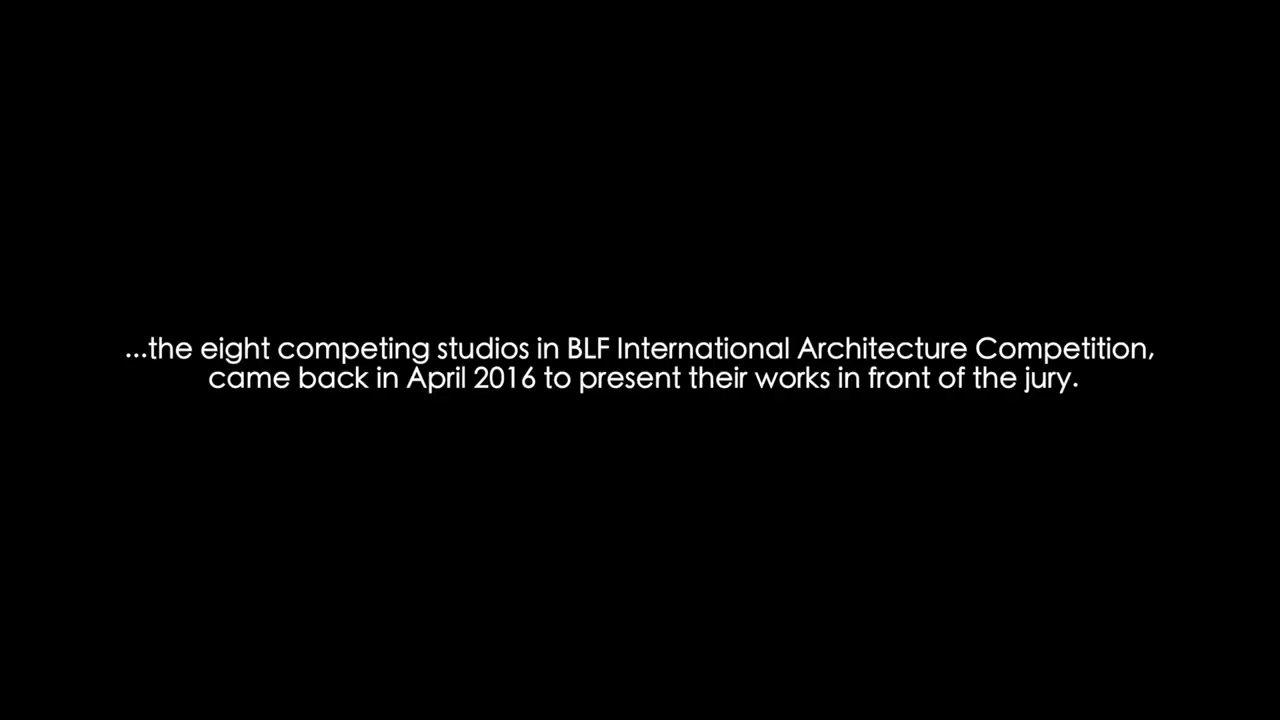 ...the eight competing studios in BLF International Architecture Competition,
came back in April 2016 to present their works in front of the jury.